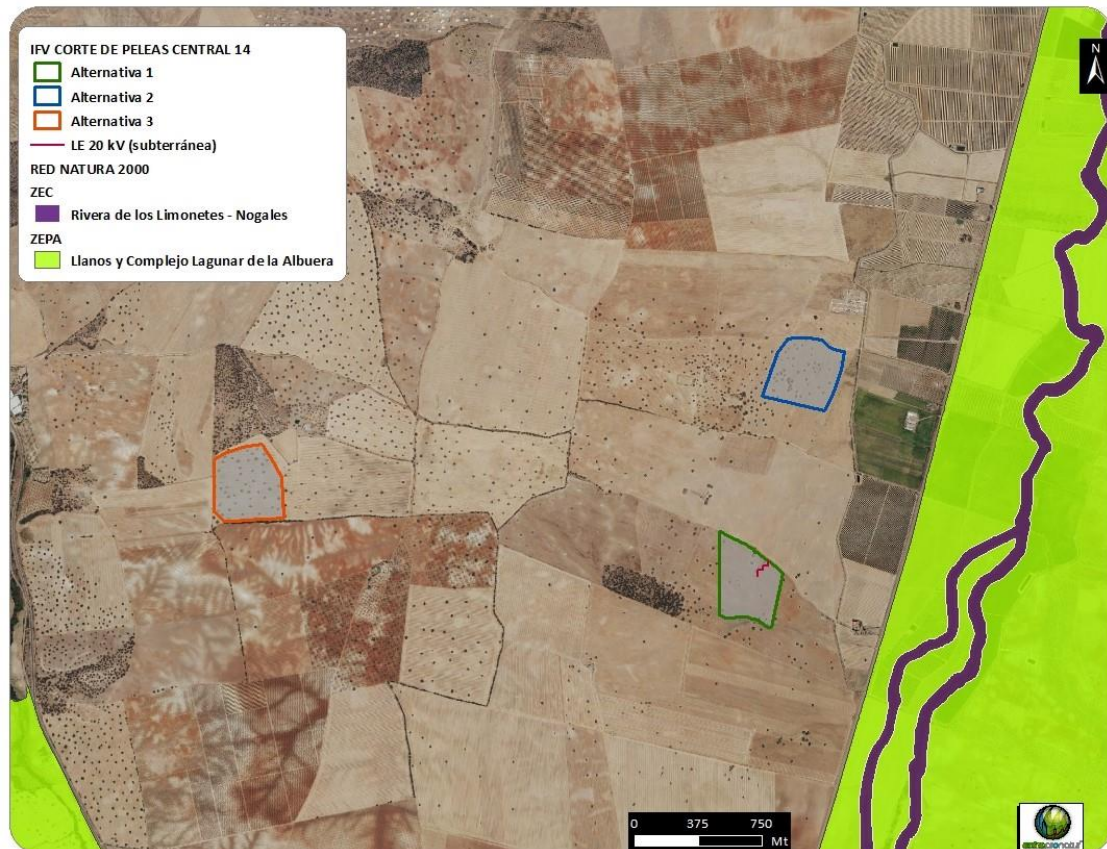 IFV CORTE DE PELEAS CENTRAL 14
Alternativa 1
Alternativa 2
Alternativa 3
LE 20 kV (subterránea)
RED NATURA 2000
ZEC
Rivera de los Limonetes - Nogales
ZEPA
Llanos y Complejo Lagunar de la Albuera
N
0 375 750
Mt